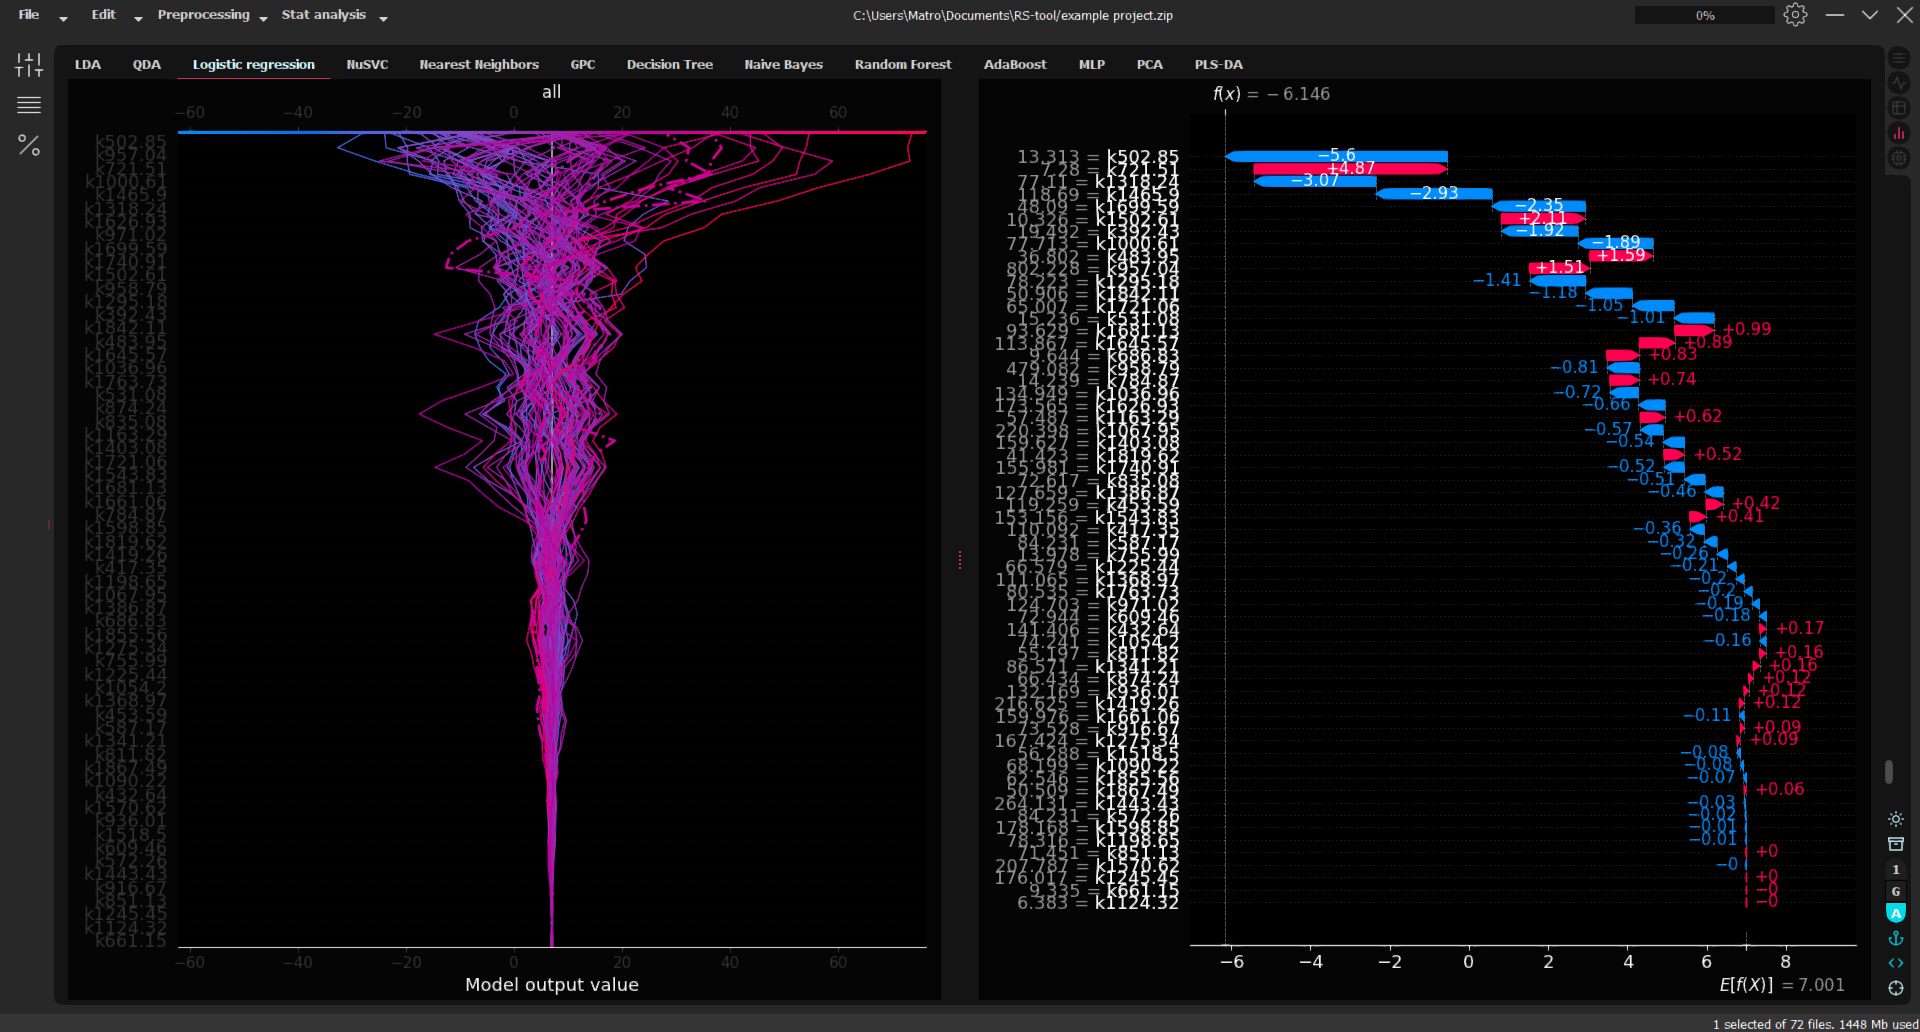 File Edit Preprocessing Stat analysis
C:\Users\Matro\Documents\RS-tool/example project.zip
0%
LDA QDA Logistic regression NuSVC Nearest Neighbors GPC Decision Tree Naive Bayes Random Forest AdaBoost MLP PCA PLS-DA
all
−60 −40 −20 0 20 40 60
k502.85
k957.04
k721.51
k1000.61
k1465.9
k1318.24
k971.02
k1699.59
k1740.91
k1502.61
k958.79
k1295.18
k392.43
k1842.11
k483.95
k1645.57
k1036.96
k1763.73
k531.08
k874.24
k835.08
k1163.29
k1403.08
k1721.06
k1681.13
k1661.06
k784.87
k1598.85
k1819.62
k1419.26
k417.35
k1198.65
k1067.95
k1386.87
k686.83
k1855.56
k1275.34
k755.99
k1225.44
k1054.2
k1368.97
k453.59
k587.17
k1341.21
k811.82
k1867.49
k1090.22
k432.64
k1570.62
k936.01
k1518.5
k609.46
k572.26
k1443.43
k916.67
k851.13
k1245.45
k1124.32
k661.15
−60 −40 −20 0 20 40 60
Model output value
f(x) = −6.146
13.313 = k502.85 −5.6
7.28 = k721.51 +4.87
77.11 = k1318.24 −3.07
118.69 = k1465.9 −2.93
48.09 = k1699.59 −2.35
10.322 = k1502.61 +2.11
19.492 = k392.43 −1.92
77.713 = k1000.61 −1.89
36.802 = k483.95 +1.59
802.228 = k957.04 +1.51
78.323 = k1295.18 −1.41
50.906 = k1842.11 −1.18
65.007 = k1721.06 −1.05
15.236 = k531.08 −1.01
93.629 = k1681.13 +0.99
113.867 = k1645.57 +0.89
9.644 = k686.83 +0.83
479.082 = k958.79 −0.81
14.239 = k784.87 +0.74
134.949 = k1036.96 −0.72
173.565 = k1626.93 −0.66
57.487 = k1163.29 +0.62
k1067.95 −0.57
159.627 = k1403.08 −0.54
41.423 = k1819.62 +0.52
155.981 = k1740.91 −0.52
72.617 = k835.08 −0.51
127.659 = k1386.87 −0.46
119.259 = k453.59 +0.42
153.156 = k1543.83 +0.41
110.082 = k417.35 −0.36
84.231 = k587.17 −0.32
13.978 = k755.99 −0.26
66.579 = k1225.44 −0.21
111.065 = k1368.97 −0.2
80.535 = k1763.73 −0.2
124.703 = k971.02 −0.19
72.944 = k609.46 −0.18
141.406 = k432.64 +0.17
74.247 = k1054.2 −0.16
55.197 = k811.82 +0.16
86.571 = k1341.21 +0.16
66.434 = k874.24 +0.12
132.169 = k936.01 +0.12
216.625 = k1419.26 +0.12
159.976 = k1661.06 −0.11
73.528 = k916.67 +0.09
167.424 = k1275.34 +0.09
56.288 = k1518.5 −0.08
68.199 = k1090.22 −0.08
62.546 = k1855.56 −0.07
50.509 = k1867.49 +0.06
264.131 = k1443.43 −0.03
84.231 = k572.26 −0.02
178.168 = k1598.85 −0.01
78.316 = k1198.65 −0.01
71.451 = k851.13 +0
207.787 = k1570.62 −0
176.017 = k1245.45 +0
9.335 = k661.15 −0
6.383 = k1124.32 −0
−6 −4 −2 0 2 4 6 8
E[f(X)] = 7.001
1
G
A
1 selected of 72 files. 1448 Mb used